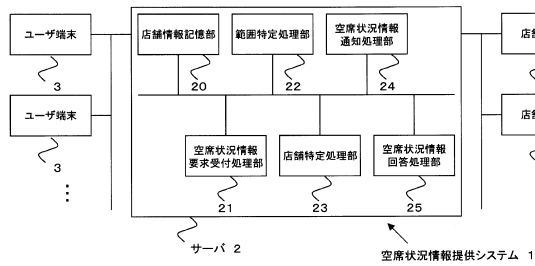 ユーザ端末
3
ユーザ端末
3
店舗情報記憶部
20
範囲特定処理部
22
空席状況情報
通知処理部
24
空席状況情報
要求受付処理部
21
店舗特定処理部
23
空席状況情報
回答処理部
25
サーバ 2
空席状況情報提供システム 1
店
店